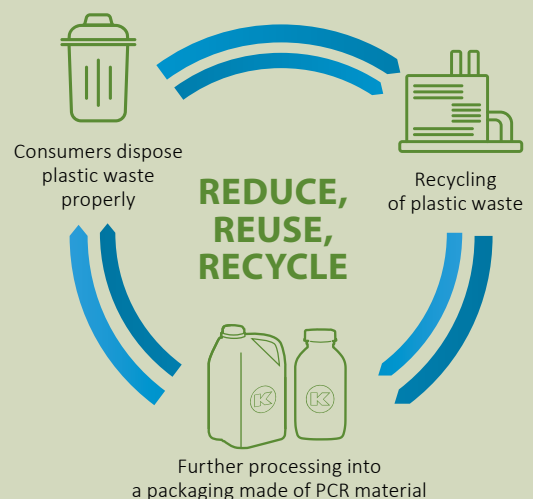 Consumers dispose
plastic waste
properly
Recycling
of plastic waste
REDUCE,
REUSE,
RECYCLE
K
K
Further processing into
a packaging made of PCR material